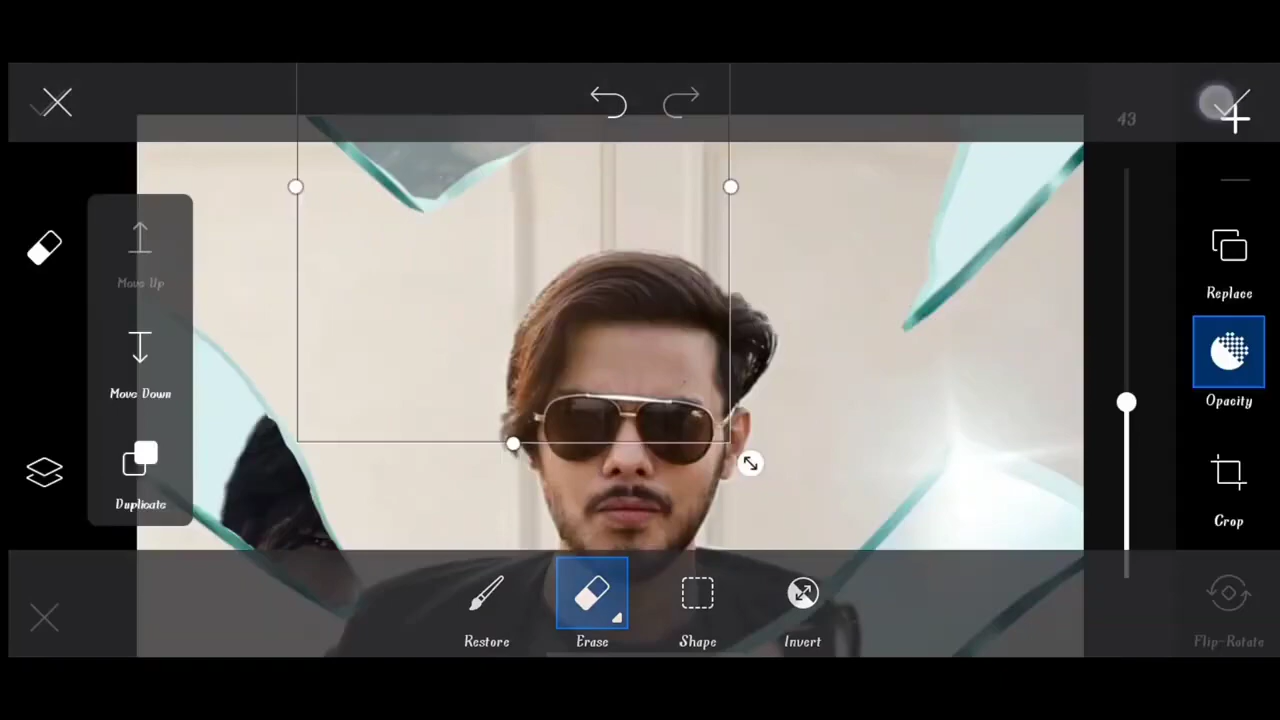 43
Move Up
Replace
Move Down
Opacity
Duplicate
Crop
Restore
Erase
Shape
Invert
Flip-Rotate